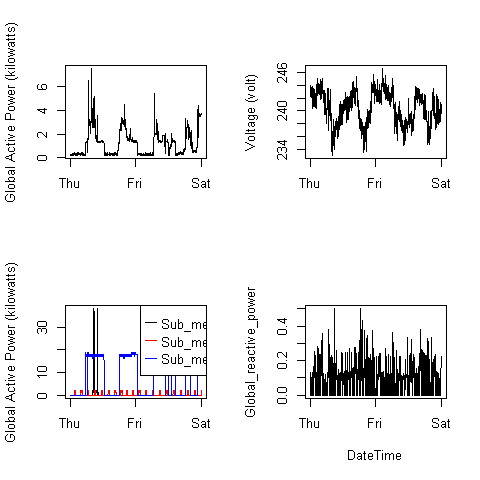 Global Active Power (kilowatts)
6
4
2
0
Thu Fri Sat
Voltage (volt)
246
240
234
Thu Fri Sat
Global Active Power (kilowatts)
30
10
0
Sub_me
Sub_me
Sub_me
Thu Fri Sat
Global_reactive_power
0.4
0.2
0.0
Thu Fri Sat
DateTime